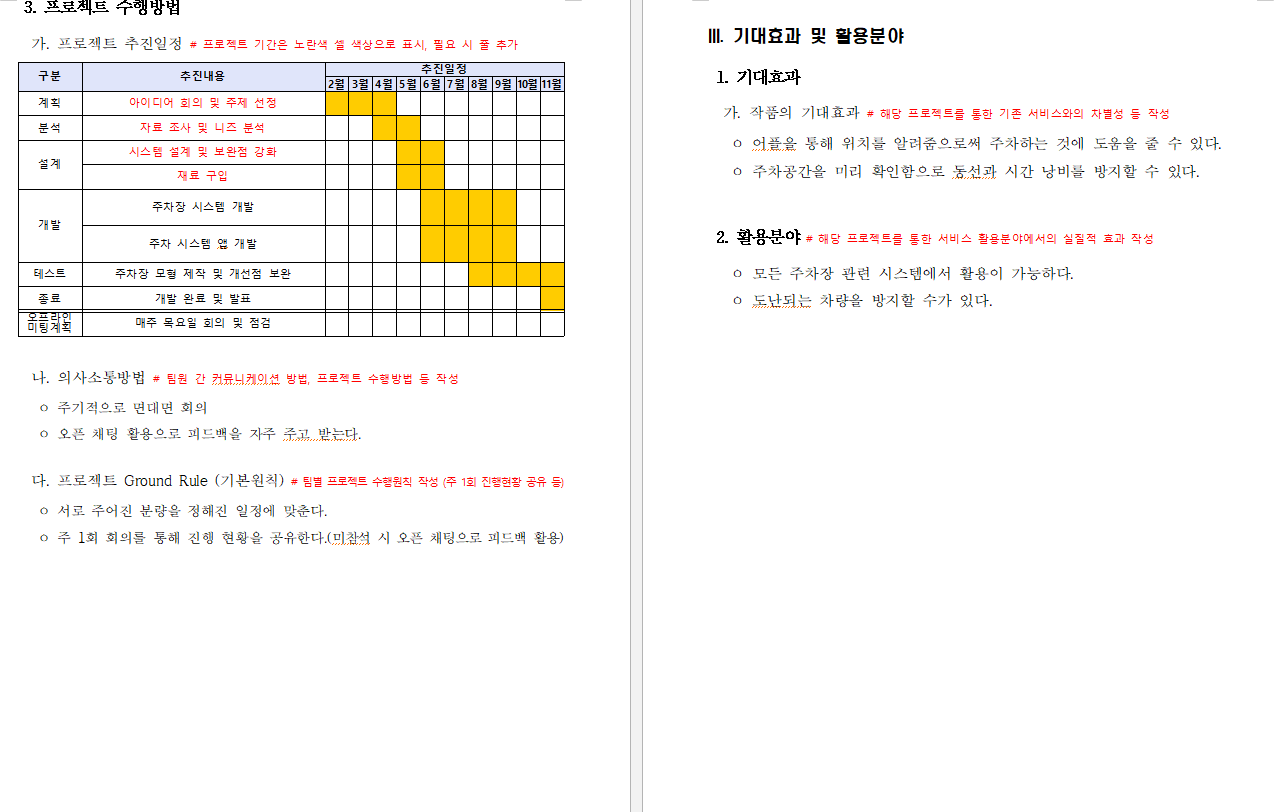 3. 프로젝트 수행방법
가. 프로젝트 추진일정 # 프로젝트 기간은 노란색 셀 색상으로 표시, 필요 시 줄 추가
구분 추진내용 추진일정
2월 3월 4월 5월 6월 7월 8월 9월 10월 11월
계획 아이디어 회의 및 주제 선정
분석 자료 조사 및 니즈 분석
설계 시스템 설계 및 보완점 강화
재료 구입
개발 주차장 시스템 개발
주차 시스템 앱 개발
테스트 주차장 모형 제작 및 개선점 보완
종료 개발 완료 및 발표
오프라인
미팅계획 매주 목요일 회의 및 점검
나. 의사소통방법 # 팀원 간 커뮤니케이션 방법, 프로젝트 수행방법 등 작성
ㅇ 주기적으로 면대면 회의
ㅇ 오픈 채팅 활용으로 피드백을 자주 주고 받는다.
다. 프로젝트 Ground Rule (기본원칙) # 팀별 프로젝트 수행원칙 작성 (주 1회 진행현황 공유 등)
ㅇ 서로 주어진 분량을 정해진 일정에 맞춘다.
ㅇ 주 1회 회의를 통해 진행 현황을 공유한다.(미참석 시 오픈 채팅으로 피드백 활용)
Ⅲ. 기대효과 및 활용분야
1. 기대효과
가. 작품의 기대효과 # 해당 프로젝트를 통한 기존 서비스와의 차별성 등 작성
ㅇ 어플을 통해 위치를 알려줌으로써 주차하는 것에 도움을 줄 수 있다.
ㅇ 주차공간을 미리 확인함으로 동선과 시간 낭비를 방지할 수 있다.
2. 활용분야 # 해당 프로젝트를 통한 서비스 활용분야에서의 실질적 효과 작성
ㅇ 모든 주차장 관련 시스템에서 활용이 가능하다.
ㅇ 도난되는 차량을 방지할 수가 있다.